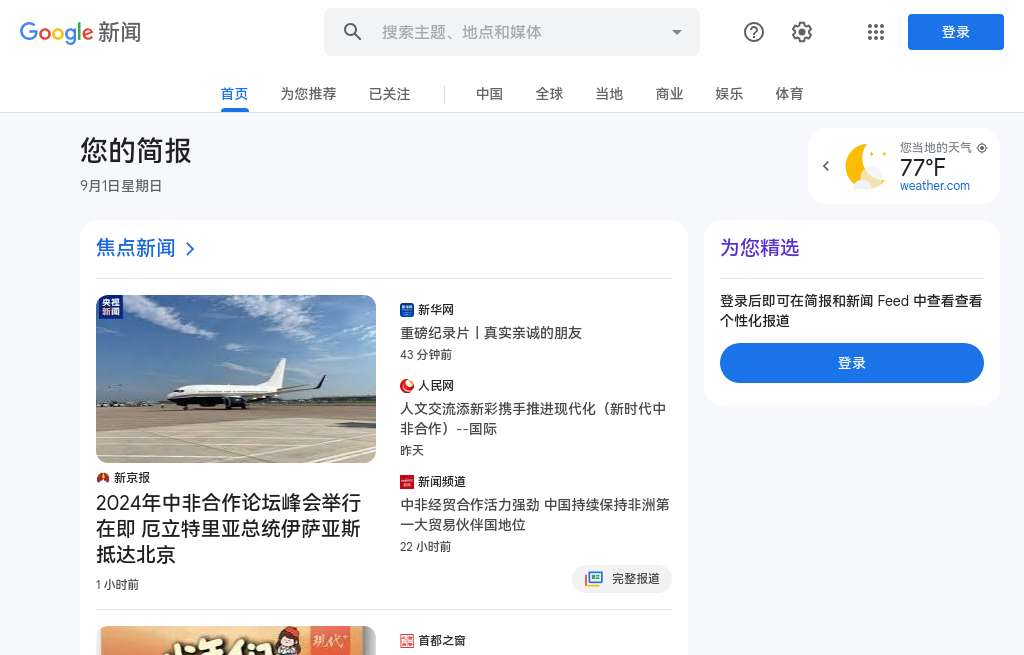 Google 新闻
搜索主题、地点和媒体
登录
首页
为您推荐
已关注
中国
全球
当地
商业
娱乐
体育
您的简报
9月1日星期日
您当地的天气
77°F
weather.com
焦点新闻
央视
新闻
新京报
2024年中非合作论坛峰会举行
在即 厄立特里亚总统伊萨亚斯
抵达北京
1 小时前
新华网
重磅纪录片丨真实亲诚的朋友
43 分钟前
人民网
人文交流添新彩携手推进现代化（新时代中
非合作）--国际
昨天
新闻频道
中非经贸合作活力强劲 中国持续保持非洲第
一大贸易伙伴国地位
22 小时前
完整报道
为您精选
登录后即可在简报和新闻 Feed 中查看查看
个性化报道
登录
现代+
首都之窗